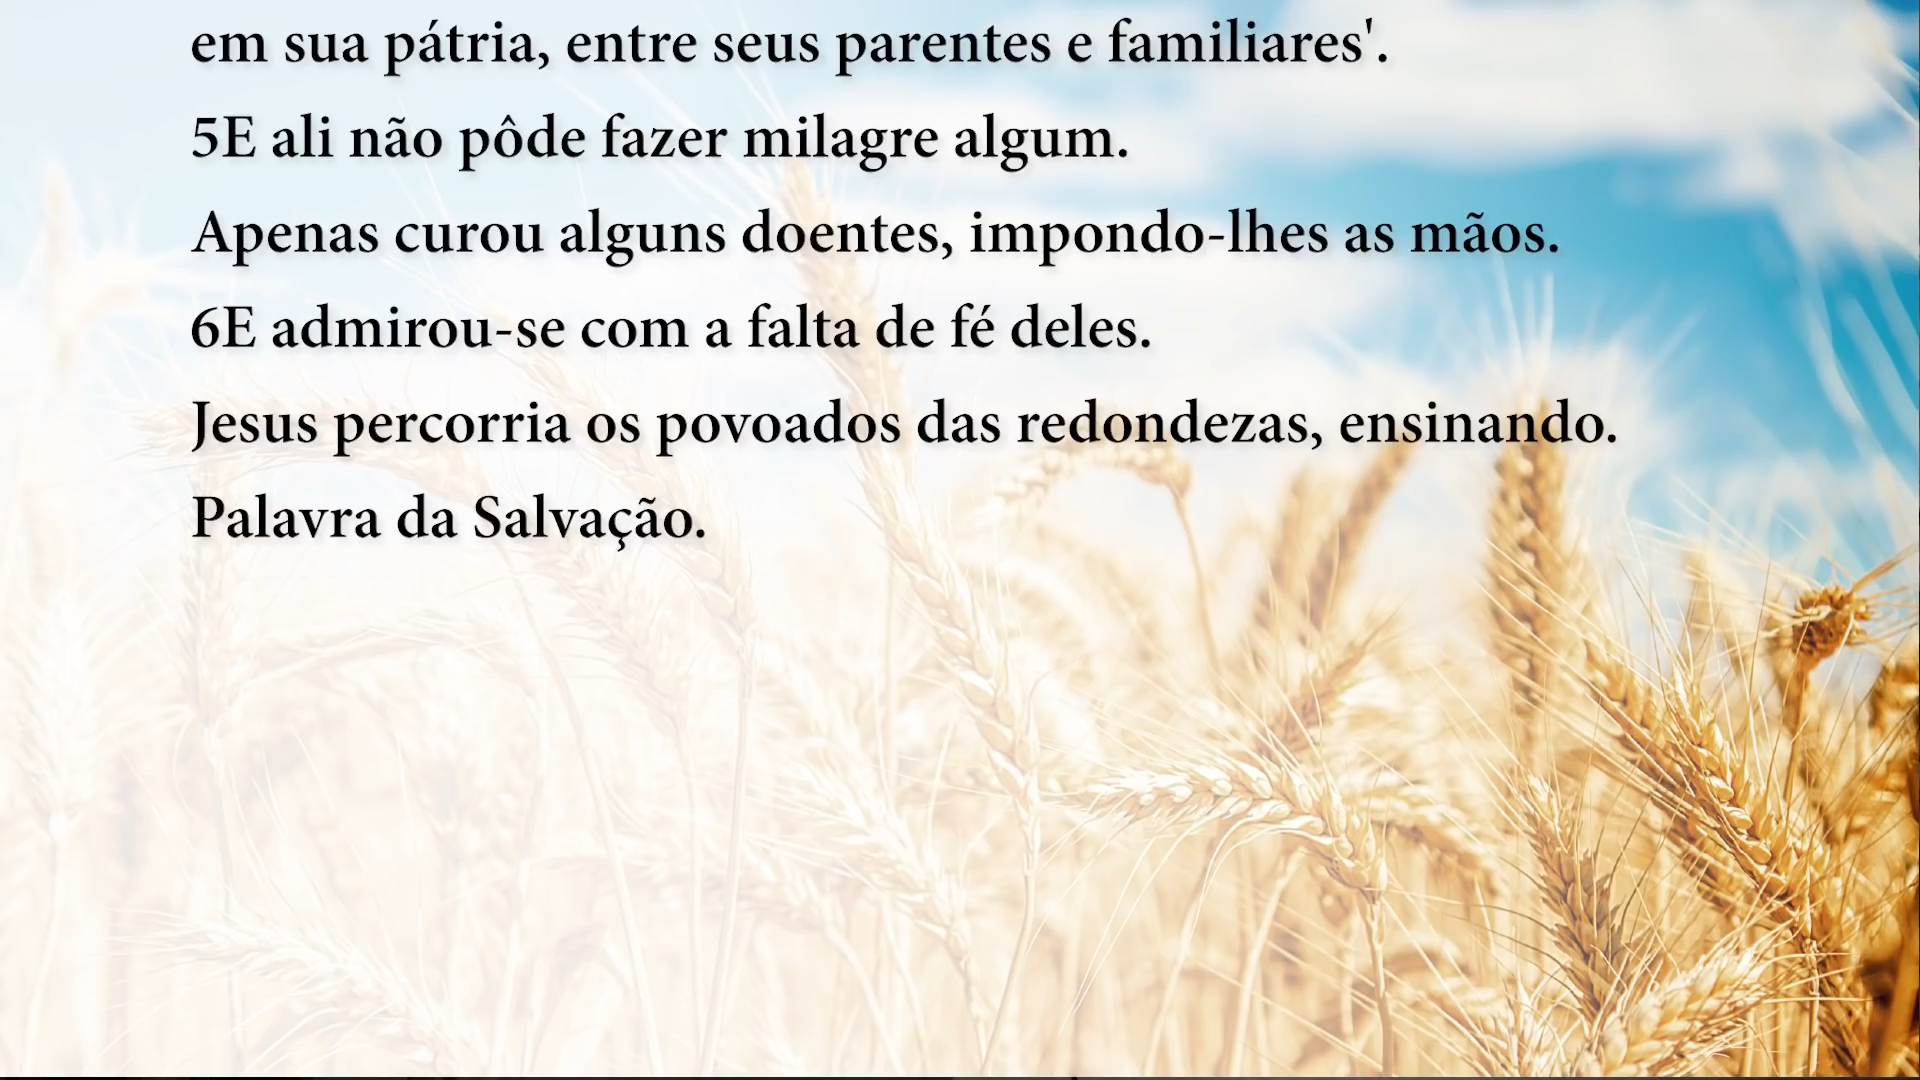 em sua pátria, entre seus parentes e familiares'.
5E ali não pôde fazer milagre algum.
Apenas curou alguns doentes, impondo-lhes as mãos.
6E admirou-se com a falta de fé deles.
Jesus percorria os povoados das redondezas, ensinando.
Palavra da Salvação.